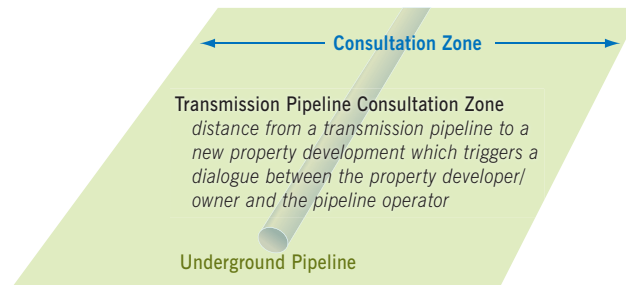 Consultation Zone
Transmission Pipeline Consultation Zone
distance from a transmission pipeline to a
new property development which triggers a
dialogue between the property developer/
owner and the pipeline operator
Underground Pipeline